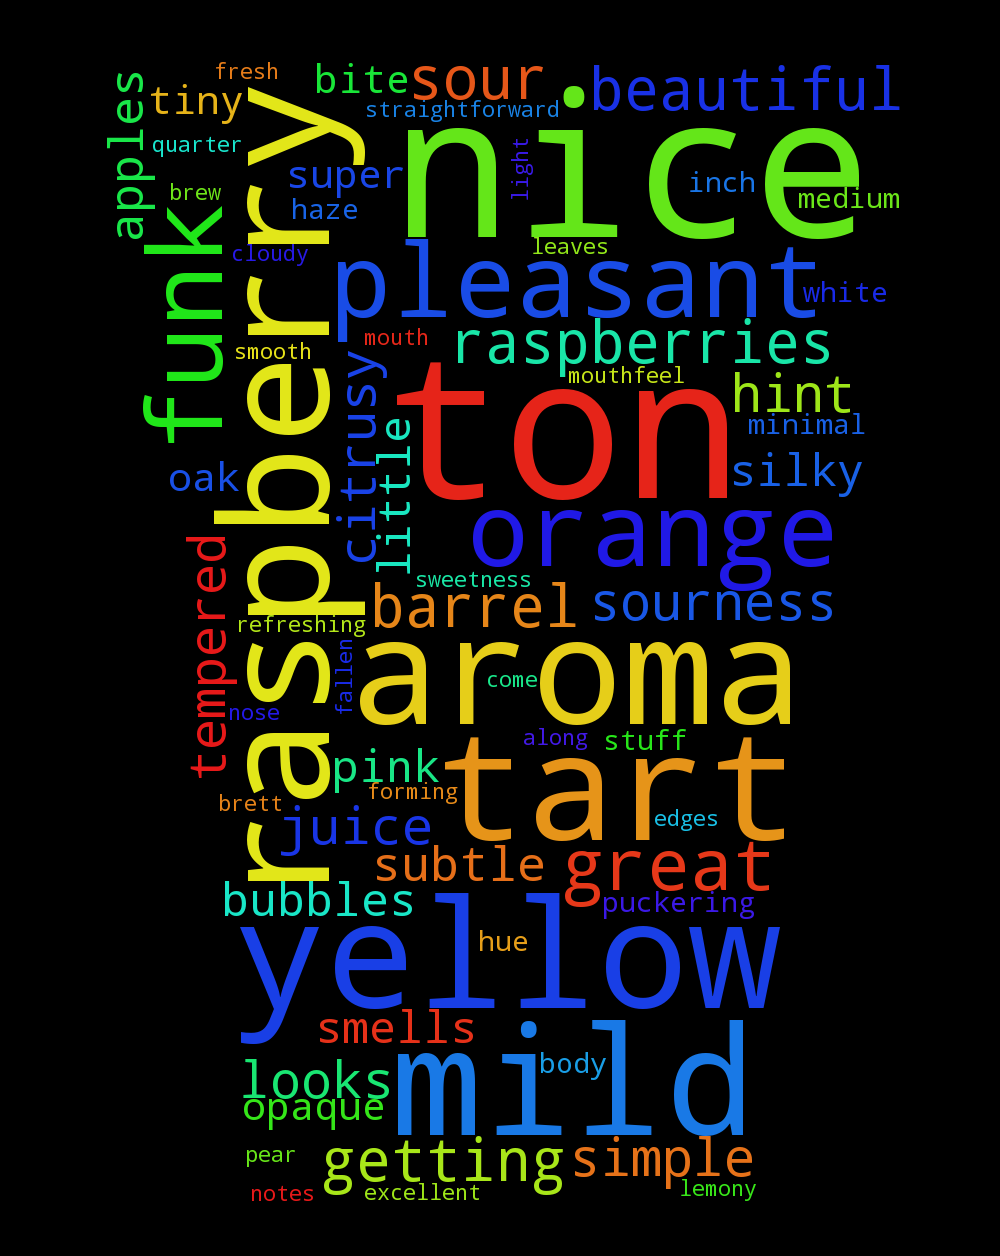 fresh
bite
sour
beautiful
apples
tiny
straightforward
nice
quarter
raspberry
light
super
inch
medium
brew
haze
funk
cloudy
leaves
pleasant
white
smooth
mouth
raspberries
citrusy
mouthfeel
ton
hint
little
minimal
oak
silky
orange
tempered
sweetness
barrel
sourness
refreshing
fallen
aroma
come
nose
along
stuff
pink
tart
brett
forming
juice
edges
subtle
great
bubbles
puckering
yellow
hue
smells
mild
looks
body
opaque
pear
getting
simple
notes
excellent
lemony